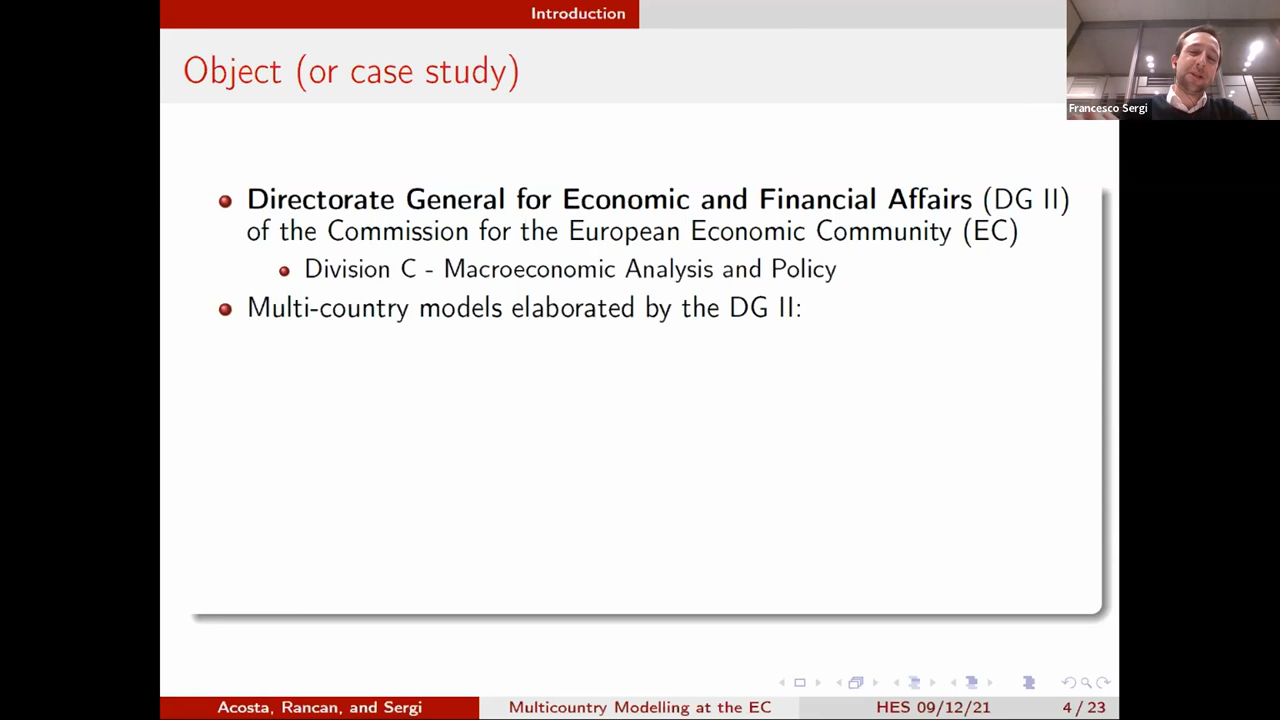 Introduction
Object (or case study)
Francesco Sergi
Directorate General for Economic and Financial Affairs (DG II)
of the Commission for the European Economic Community (EC)
Division C - Macroeconomic Analysis and Policy
Multi-country models elaborated by the DG II:
Acosta, Rancan, and Sergi
Multicountry Modelling at the EC
HES 09/12/21
4 / 23